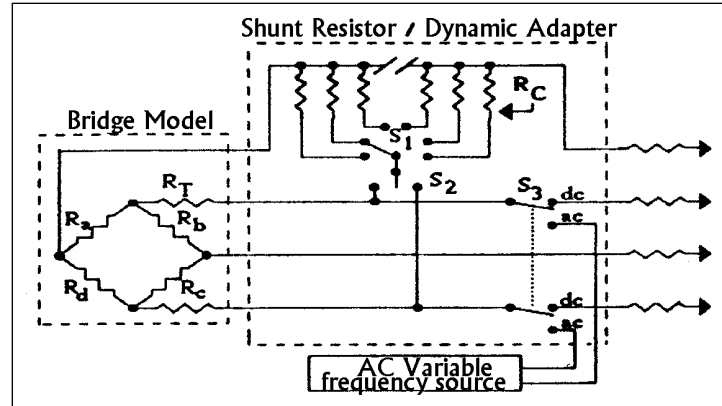 Shunt Resistor / Dynamic Adapter
Bridge Model
R_C
S_1
R_T
S_2
S_3
dc
ac
R_a
R_b
R_d
R_c
dc
ac
AC Variable
frequency source